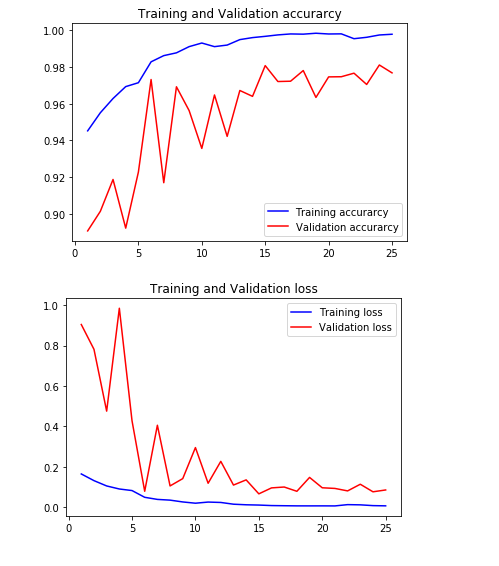 Training and Validation accurarcy
1.00
0.98
0.96
0.94
0.92
0.90
Training accurarcy
Validation accurarcy
0 5 10 15 20 25
Training and Validation loss
1.0
0.8
0.6
0.4
0.2
0.0
Training loss
Validation loss
0 5 10 15 20 25